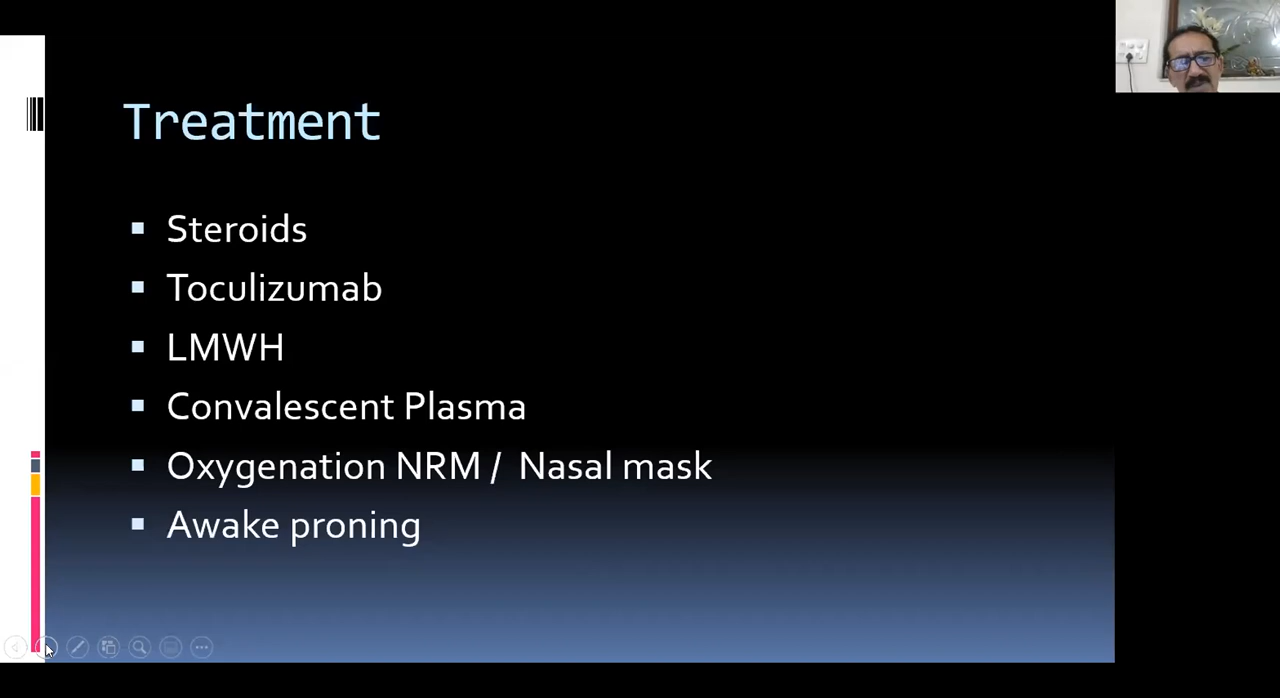 Treatment
Steroids
Toculizumab
LMWH
Convalescent Plasma
Oxygenation NRM / Nasal mask
Awake proning